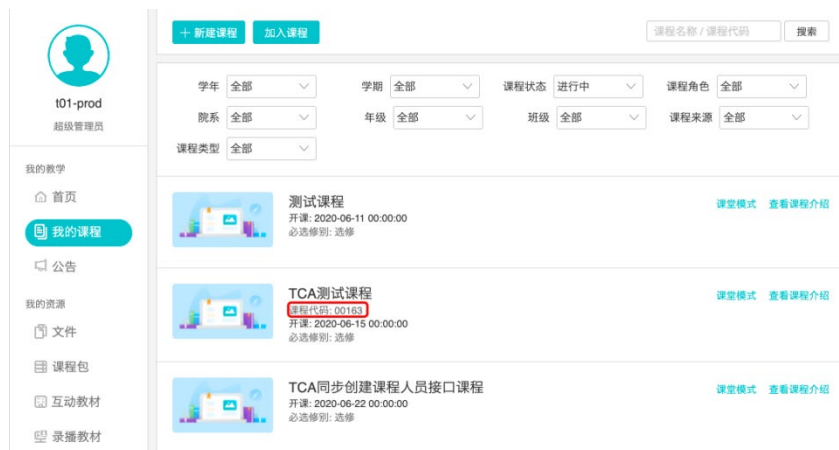 + 新建课程 加入课程 课程名称 / 课程代码 搜索
t01-prod
超级管理员
我的教学
首页
我的课程
公告
我的资源
文件
课程包
互动教材
录播教材
学年 全部 学期 全部 课程状态 进行中 课程角色 全部
院系 全部 年级 全部 班级 全部 课程来源 全部
课程类型 全部
测试课程 课堂模式 查看课程介绍
开课: 2020-06-11 00:00:00
必选修别: 选修
TCA测试课程 课堂模式 查看课程介绍
课程代码: 00163
开课: 2020-06-15 00:00:00
必选修别: 选修
TCA同步创建课程人员接口课程 课堂模式 查看课程介绍
开课: 2020-06-22 00:00:00
必选修别: 选修